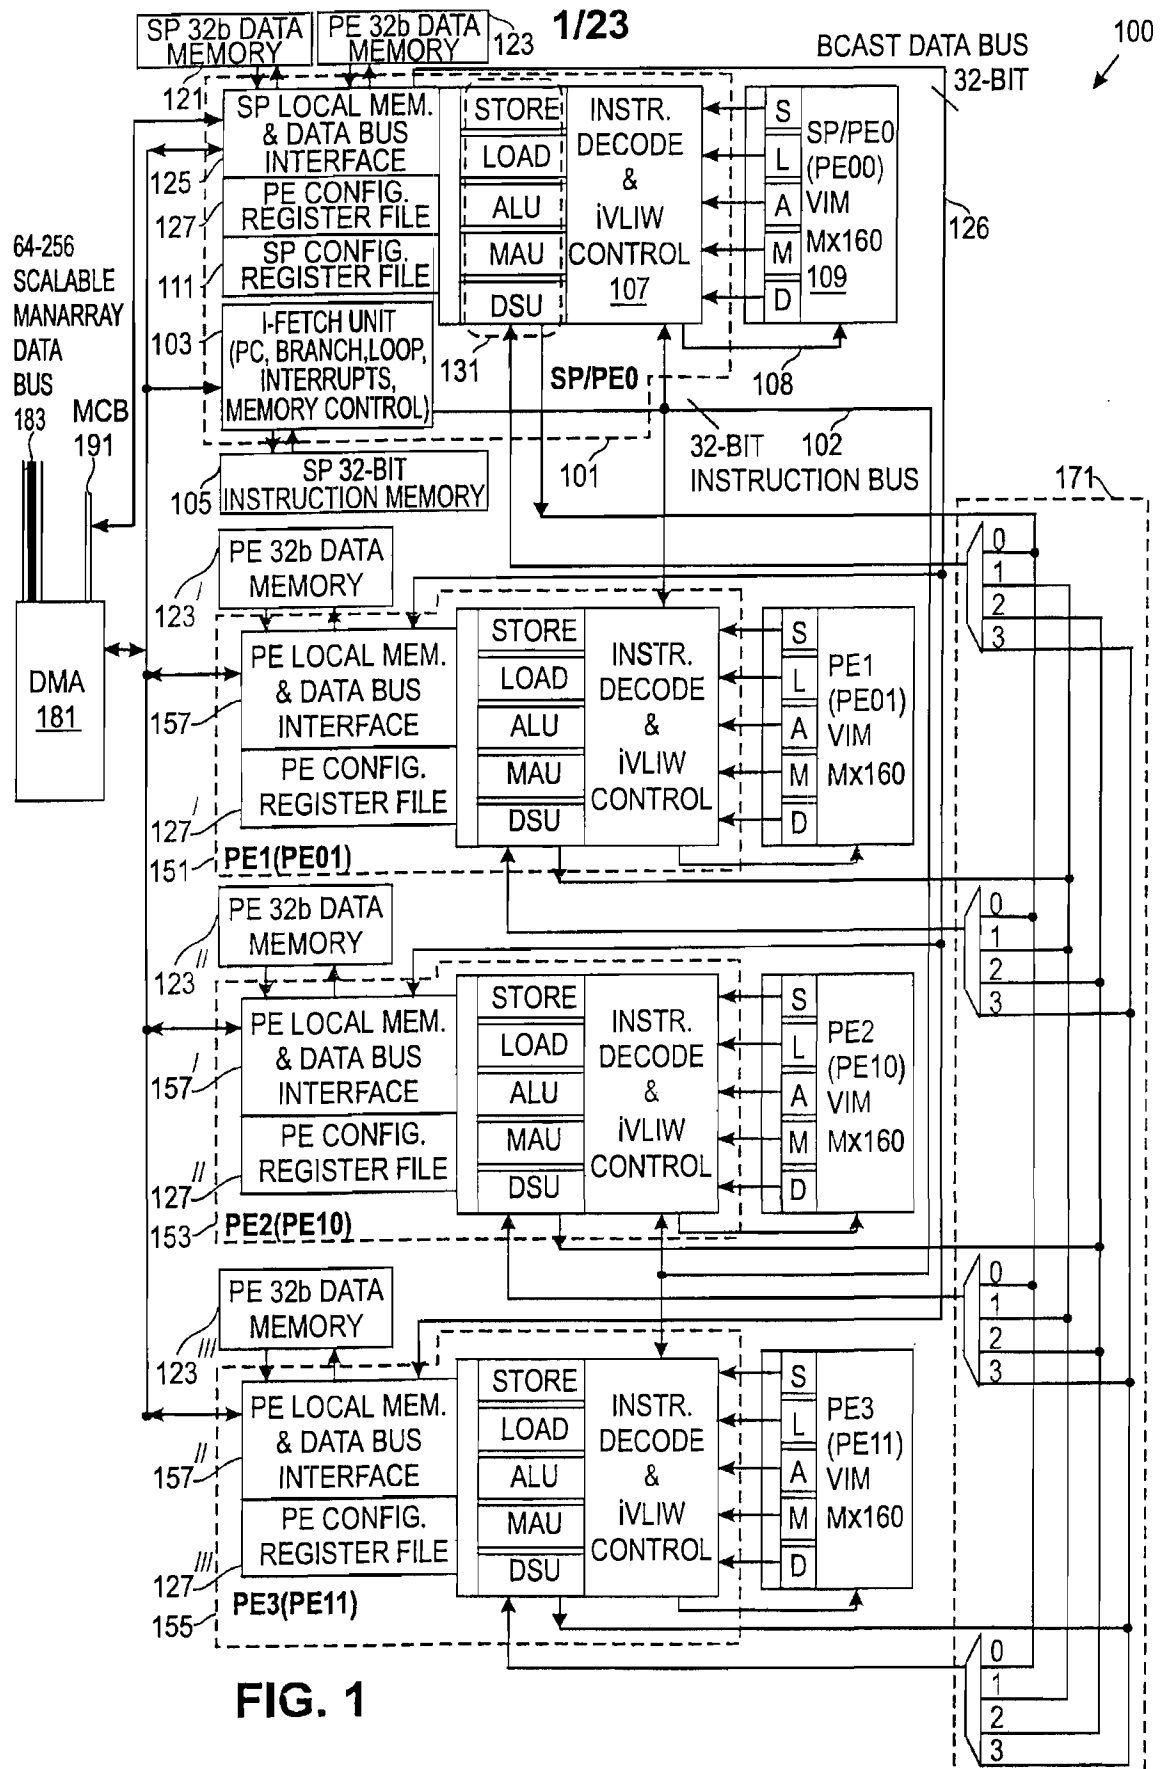 1/23
100
SP 32b DATA
MEMORY
PE 32b DATA
MEMORY
123
BCAST DATA BUS
32-BIT
121
SP LOCAL MEM.
& DATA BUS
INTERFACE
125
PE CONFIG.
REGISTER FILE
127
SP CONFIG.
REGISTER FILE
111
I-FETCH UNIT
(PC, BRANCH,LOOP,
INTERRUPTS,
MEMORY CONTROL)
103
STORE
LOAD
ALU
MAU
DSU
131
INSTR.
DECODE
&
iVLIW
CONTROL
107
S
L
A
M
D
SP/PE0
(PE00)
VIM
Mx160
109
126
108
SP/PE0
102
32-BIT
INSTRUCTION BUS
101
SP 32-BIT
INSTRUCTION MEMORY
105
64-256
SCALABLE
MANARRAY
DATA
BUS
183
MCB
191
DMA
181
171
0
1
2
3
PE 32b DATA
MEMORY
123′
PE LOCAL MEM.
& DATA BUS
INTERFACE
157
PE CONFIG.
REGISTER FILE
127′
151
PE1(PE01)
STORE
LOAD
ALU
MAU
DSU
INSTR.
DECODE
&
iVLIW
CONTROL
S
L
A
M
D
PE1
(PE01)
VIM
Mx160
0
1
2
3
PE 32b DATA
MEMORY
123″
PE LOCAL MEM.
& DATA BUS
INTERFACE
157′
PE CONFIG.
REGISTER FILE
127″
153
PE2(PE10)
STORE
LOAD
ALU
MAU
DSU
INSTR.
DECODE
&
iVLIW
CONTROL
S
L
A
M
D
PE2
(PE10)
VIM
Mx160
0
1
2
3
PE 32b DATA
MEMORY
123‴
PE LOCAL MEM.
& DATA BUS
INTERFACE
157″
PE CONFIG.
REGISTER FILE
127‴
155
PE3(PE11)
STORE
LOAD
ALU
MAU
DSU
INSTR.
DECODE
&
iVLIW
CONTROL
S
L
A
M
D
PE3
(PE11)
VIM
Mx160
0
1
2
3
FIG. 1